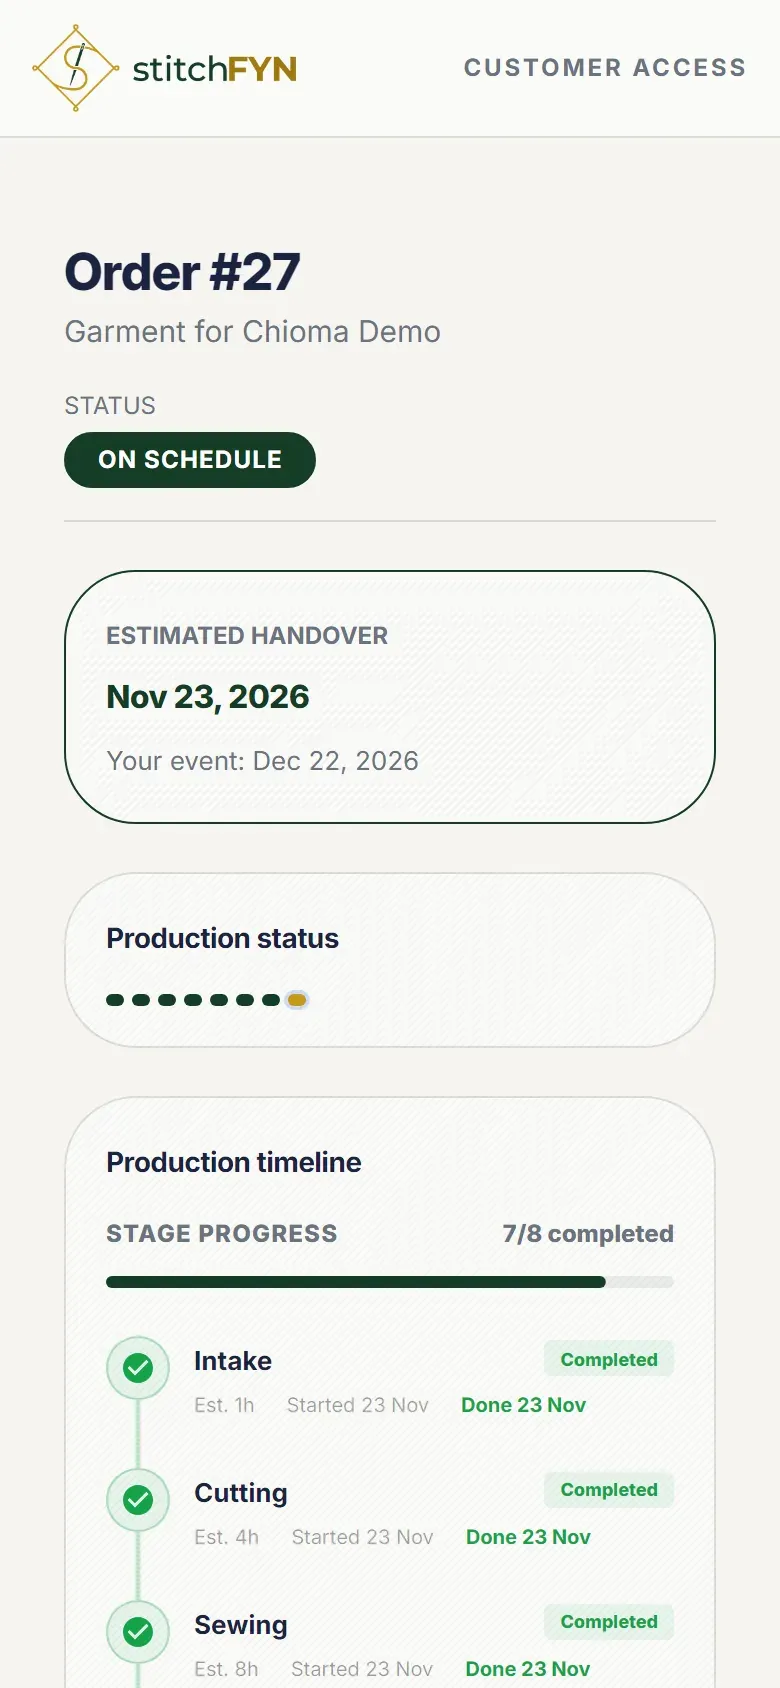 stitchFYN
CUSTOMER ACCESS
Order #27
Garment for Chioma Demo
STATUS
ON SCHEDULE
ESTIMATED HANDOVER
Nov 23, 2026
Your event: Dec 22, 2026
Production status
Production timeline
STAGE PROGRESS 7/8 completed
Intake Completed
Est. 1h Started 23 Nov Done 23 Nov
Cutting Completed
Est. 4h Started 23 Nov Done 23 Nov
Sewing Completed
Est. 8h Started 23 Nov Done 23 Nov